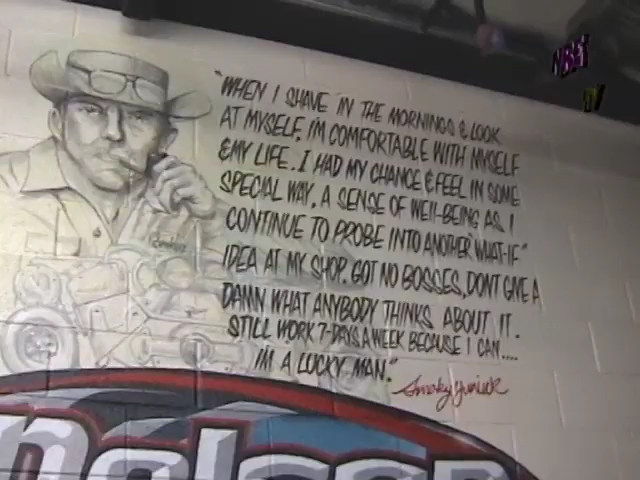 "WHEN I SHAVE IN THE MORNINGS & LOOK
AT MYSELF, I'M COMFORTABLE WITH MYSELF
& MY LIFE. I HAD MY CHANCE & FEEL IN SOME
SPECIAL WAY, A SENSE OF WELL-BEING AS I
CONTINUE TO PROBE INTO ANOTHER "WHAT-IF"
IDEA AT MY SHOP. GOT NO BOSSES, DON'T GIVE A
DAMN WHAT ANYBODY THINKS ABOUT IT.
STILL WORK 7-DAYS A WEEK BECAUSE I CAN....
I'M A LUCKY MAN."
Smokey Yunick
Nelson
TV